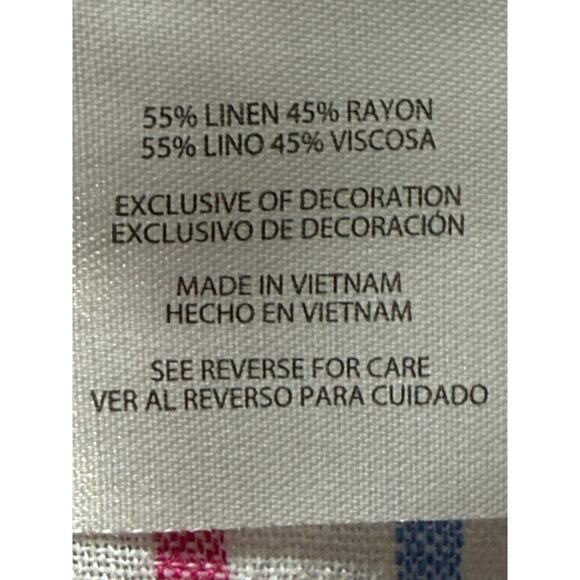 55% LINEN 45% RAYON
55% LINO 45% VISCOSA
EXCLUSIVE OF DECORATION
EXCLUSIVO DE DECORACIÓN
MADE IN VIETNAM
HECHO EN VIETNAM
SEE REVERSE FOR CARE
VER AL REVERSO PARA CUIDADO